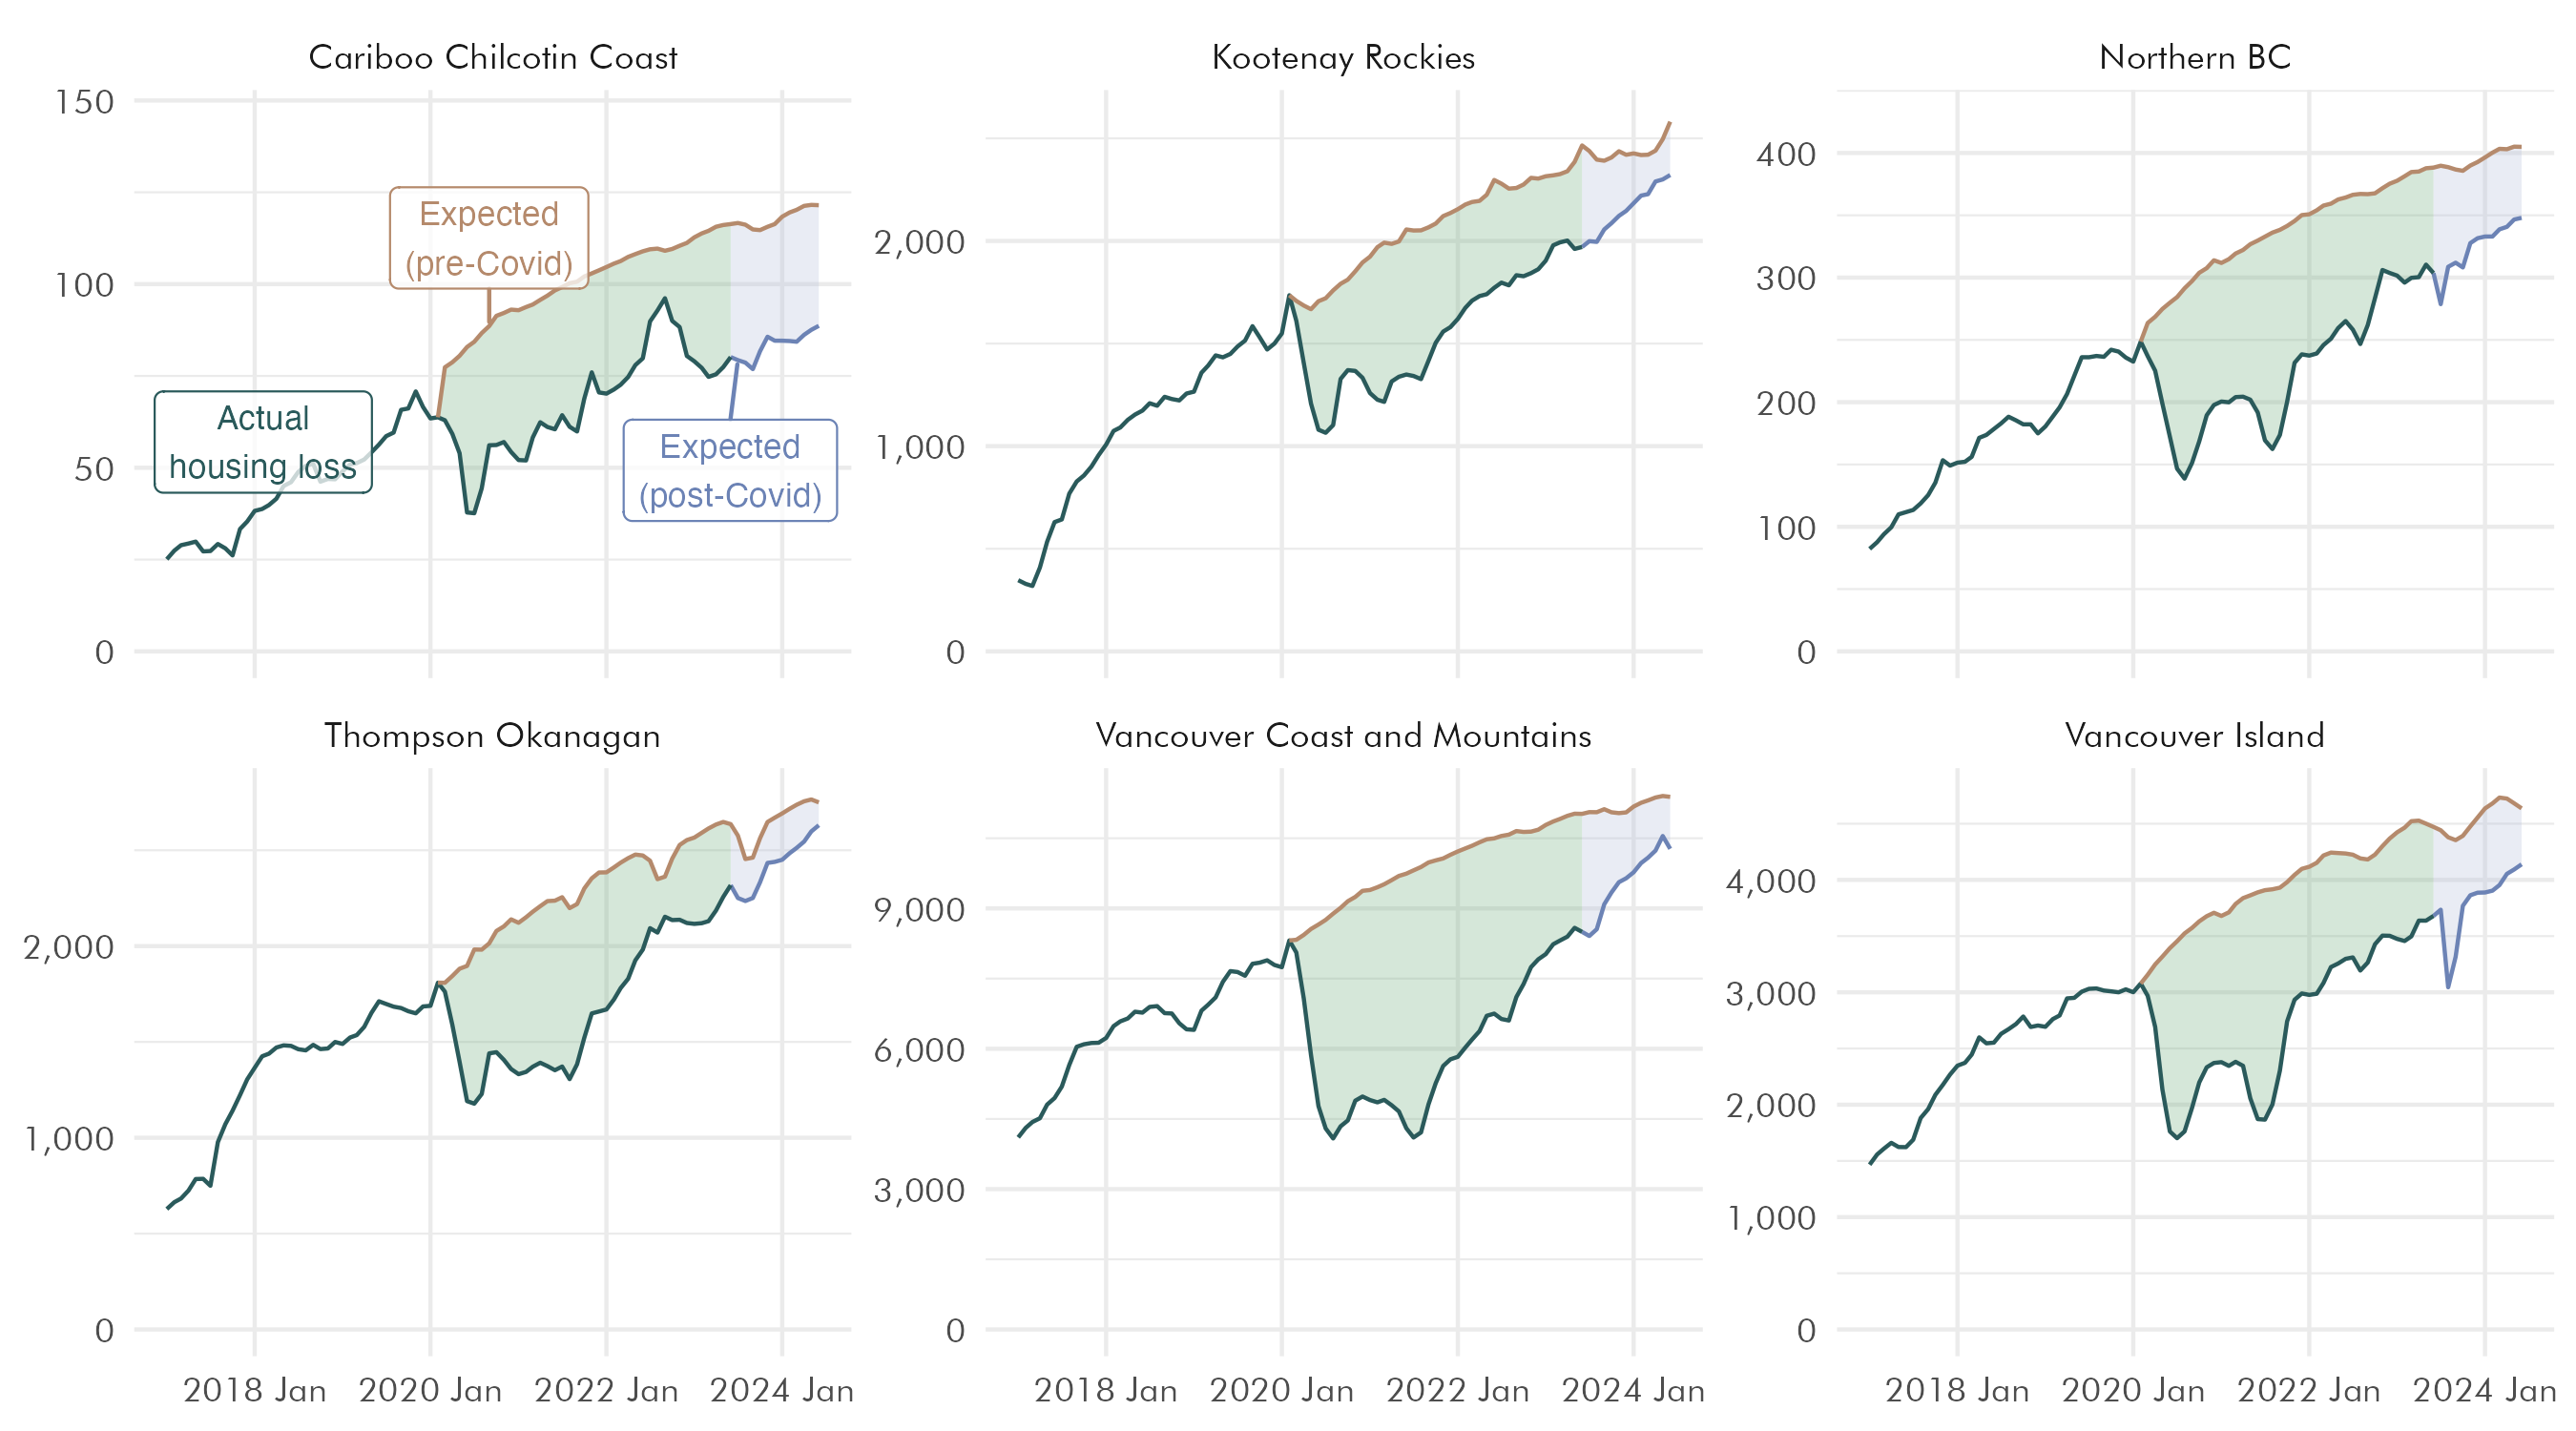 Cariboo Chilcotin Coast
Kootenay Rockies
Northern BC
150
100
50
0
Expected
(pre-Covid)
Actual
housing loss
Expected
(post-Covid)
2,000
1,000
0
400
300
200
100
0
Thompson Okanagan
Vancouver Coast and Mountains
Vancouver Island
2,000
1,000
0
9,000
6,000
3,000
0
4,000
3,000
2,000
1,000
0
2018 Jan 2020 Jan 2022 Jan 2024 Jan
2018 Jan 2020 Jan 2022 Jan 2024 Jan
2018 Jan 2020 Jan 2022 Jan 2024 Jan